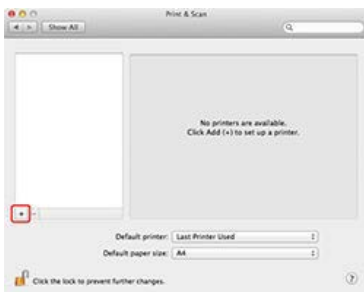 Print & Scan
Show All
No printers are available.
Click Add (+) to set up a printer.
+ -
Default printer: Last Printer Used
Default paper size: A4
Click the lock to prevent further changes.
?